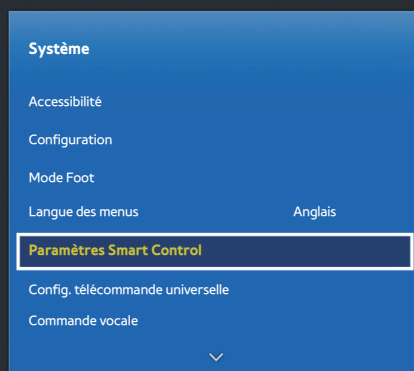 Système
Accessibilité
Configuration
Mode Foot
Langue des menus Anglais
Paramètres Smart Control
Config. télécommande universelle
Commande vocale